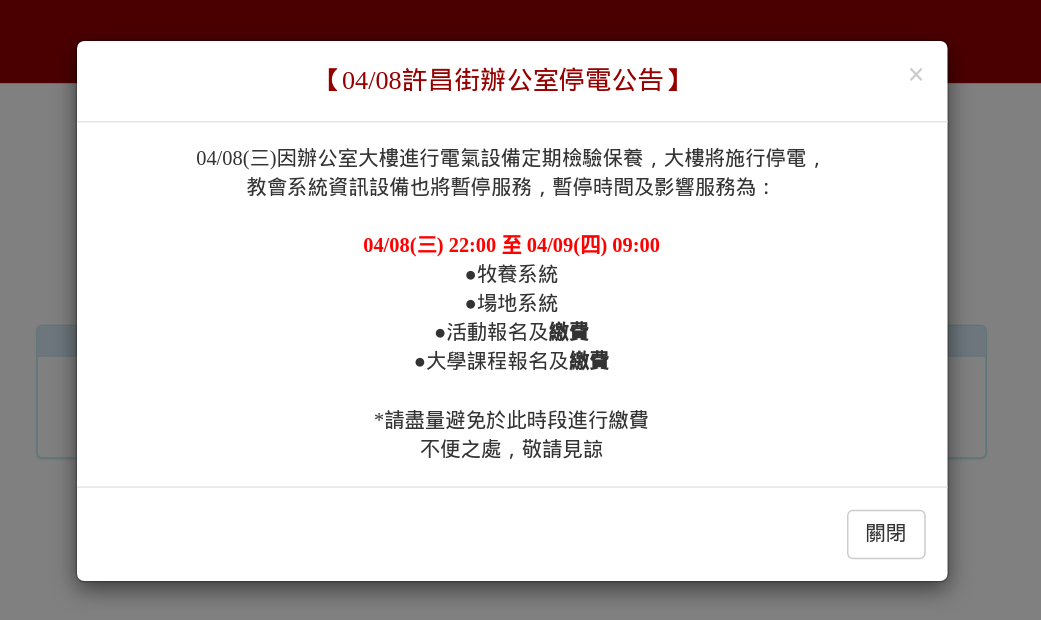 【04/08許昌街辦公室停電公告】
×
04/08(三)因辦公室大樓進行電氣設備定期檢驗保養，大樓將施行停電，
教會系統資訊設備也將暫停服務，暫停時間及影響服務為：
04/08(三) 22:00 至 04/09(四) 09:00
●牧養系統
●場地系統
●活動報名及繳費
●大學課程報名及繳費
*請盡量避免於此時段進行繳費
不便之處，敬請見諒
關閉